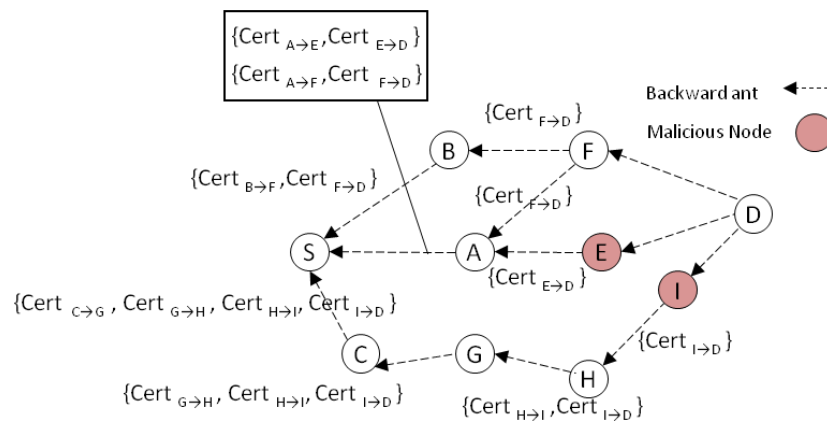 {Cert A→E,Cert E→D}
{Cert A→F,Cert F→D}
Backward ant
Malicious Node
{Cert F→D}
B
F
{Cert B→F,Cert F→D}
{Cert F→D}
D
S
A
E
{Cert E→D}
I
{Cert C→G , Cert G→H, Cert H→I, Cert I→D}
{Cert I→D}
C
G
H
{Cert G→H, Cert H→I, Cert I→D}
{Cert H→I,Cert I→D}